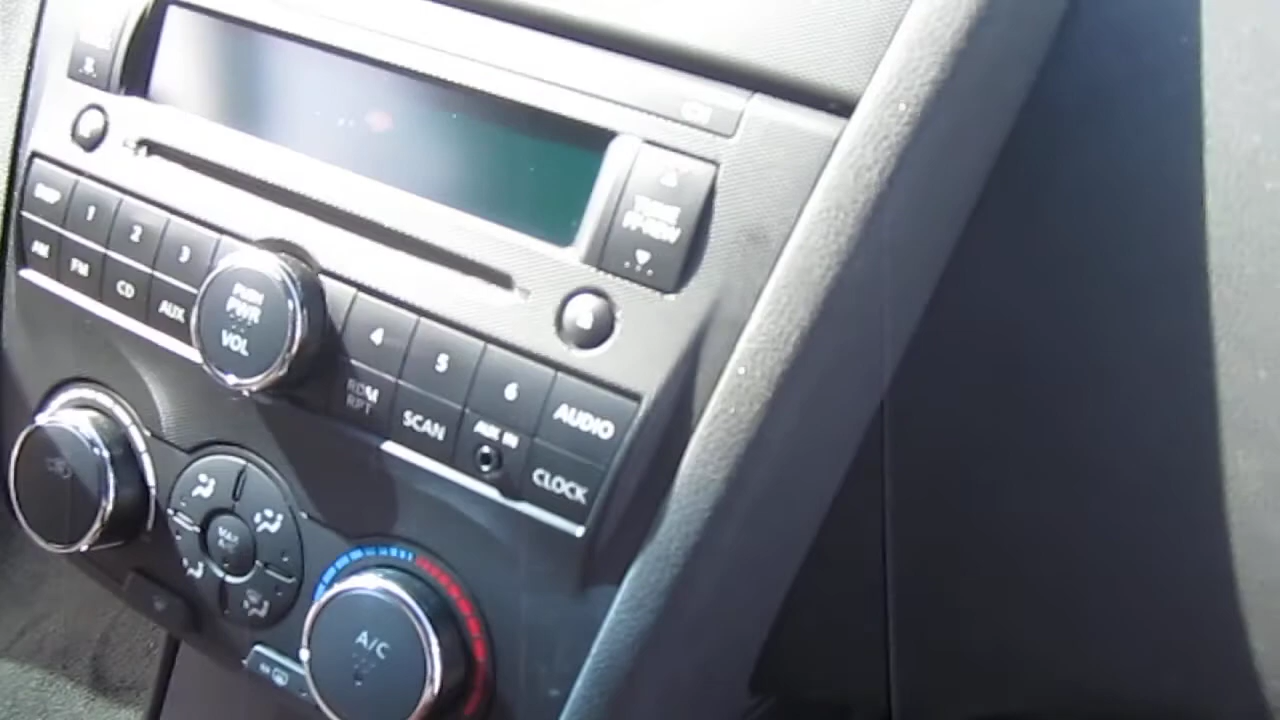 TUNE
FF·REW
1
2
3
AM
FM
CD
AUX
PUSH
PWR
VOL
4
5
6
AUDIO
RDM
RPT
SCAN
AUX IN
CLOCK
MAX
A/C
A/C